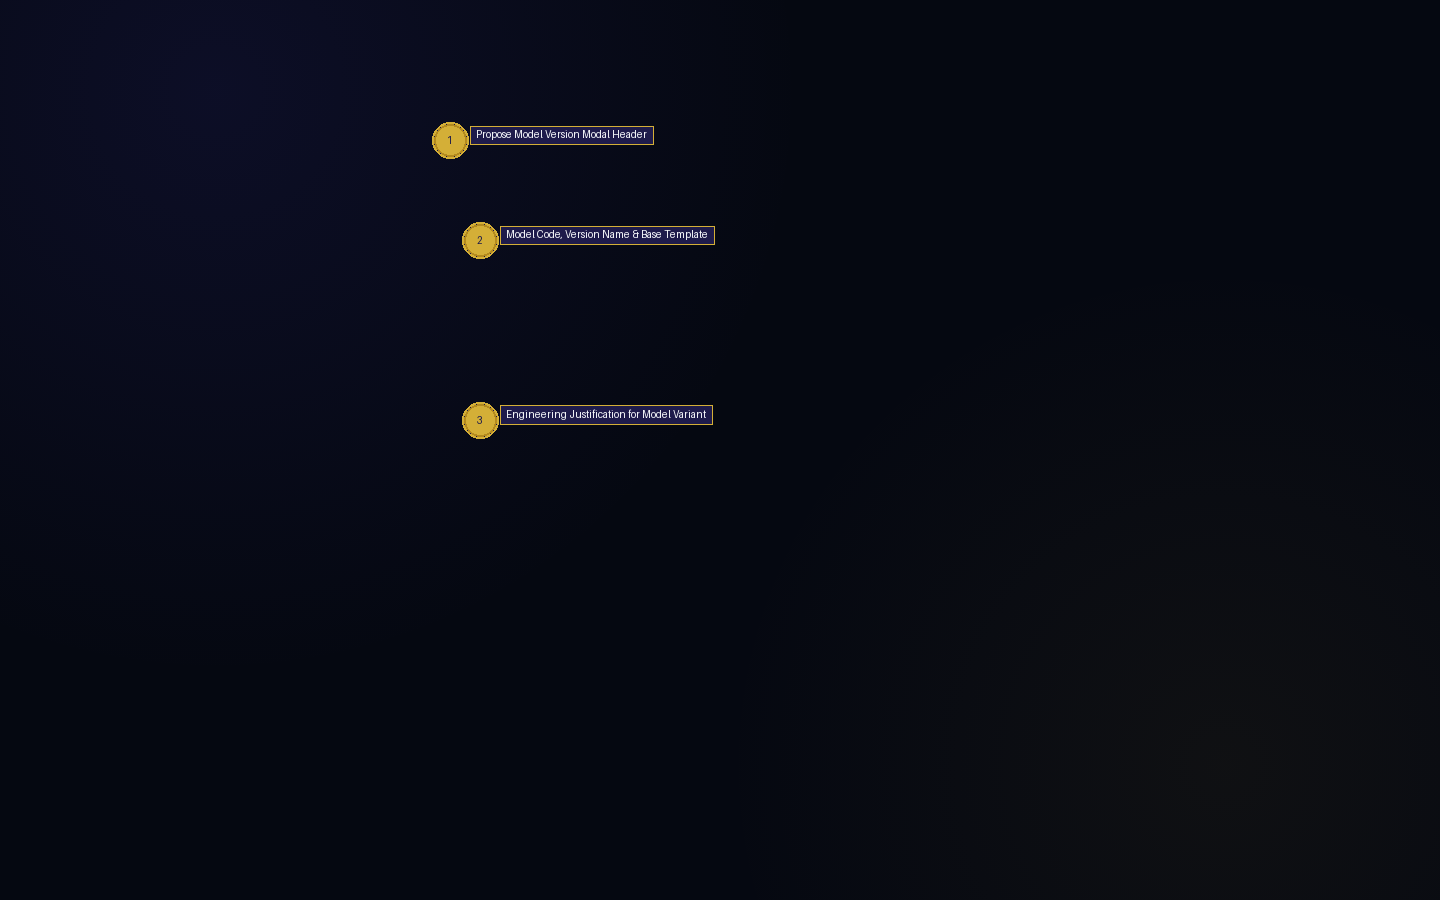 1 Propose Model Version Modal Header
2 Model Code, Version Name & Base Template
3 Engineering Justification for Model Variant